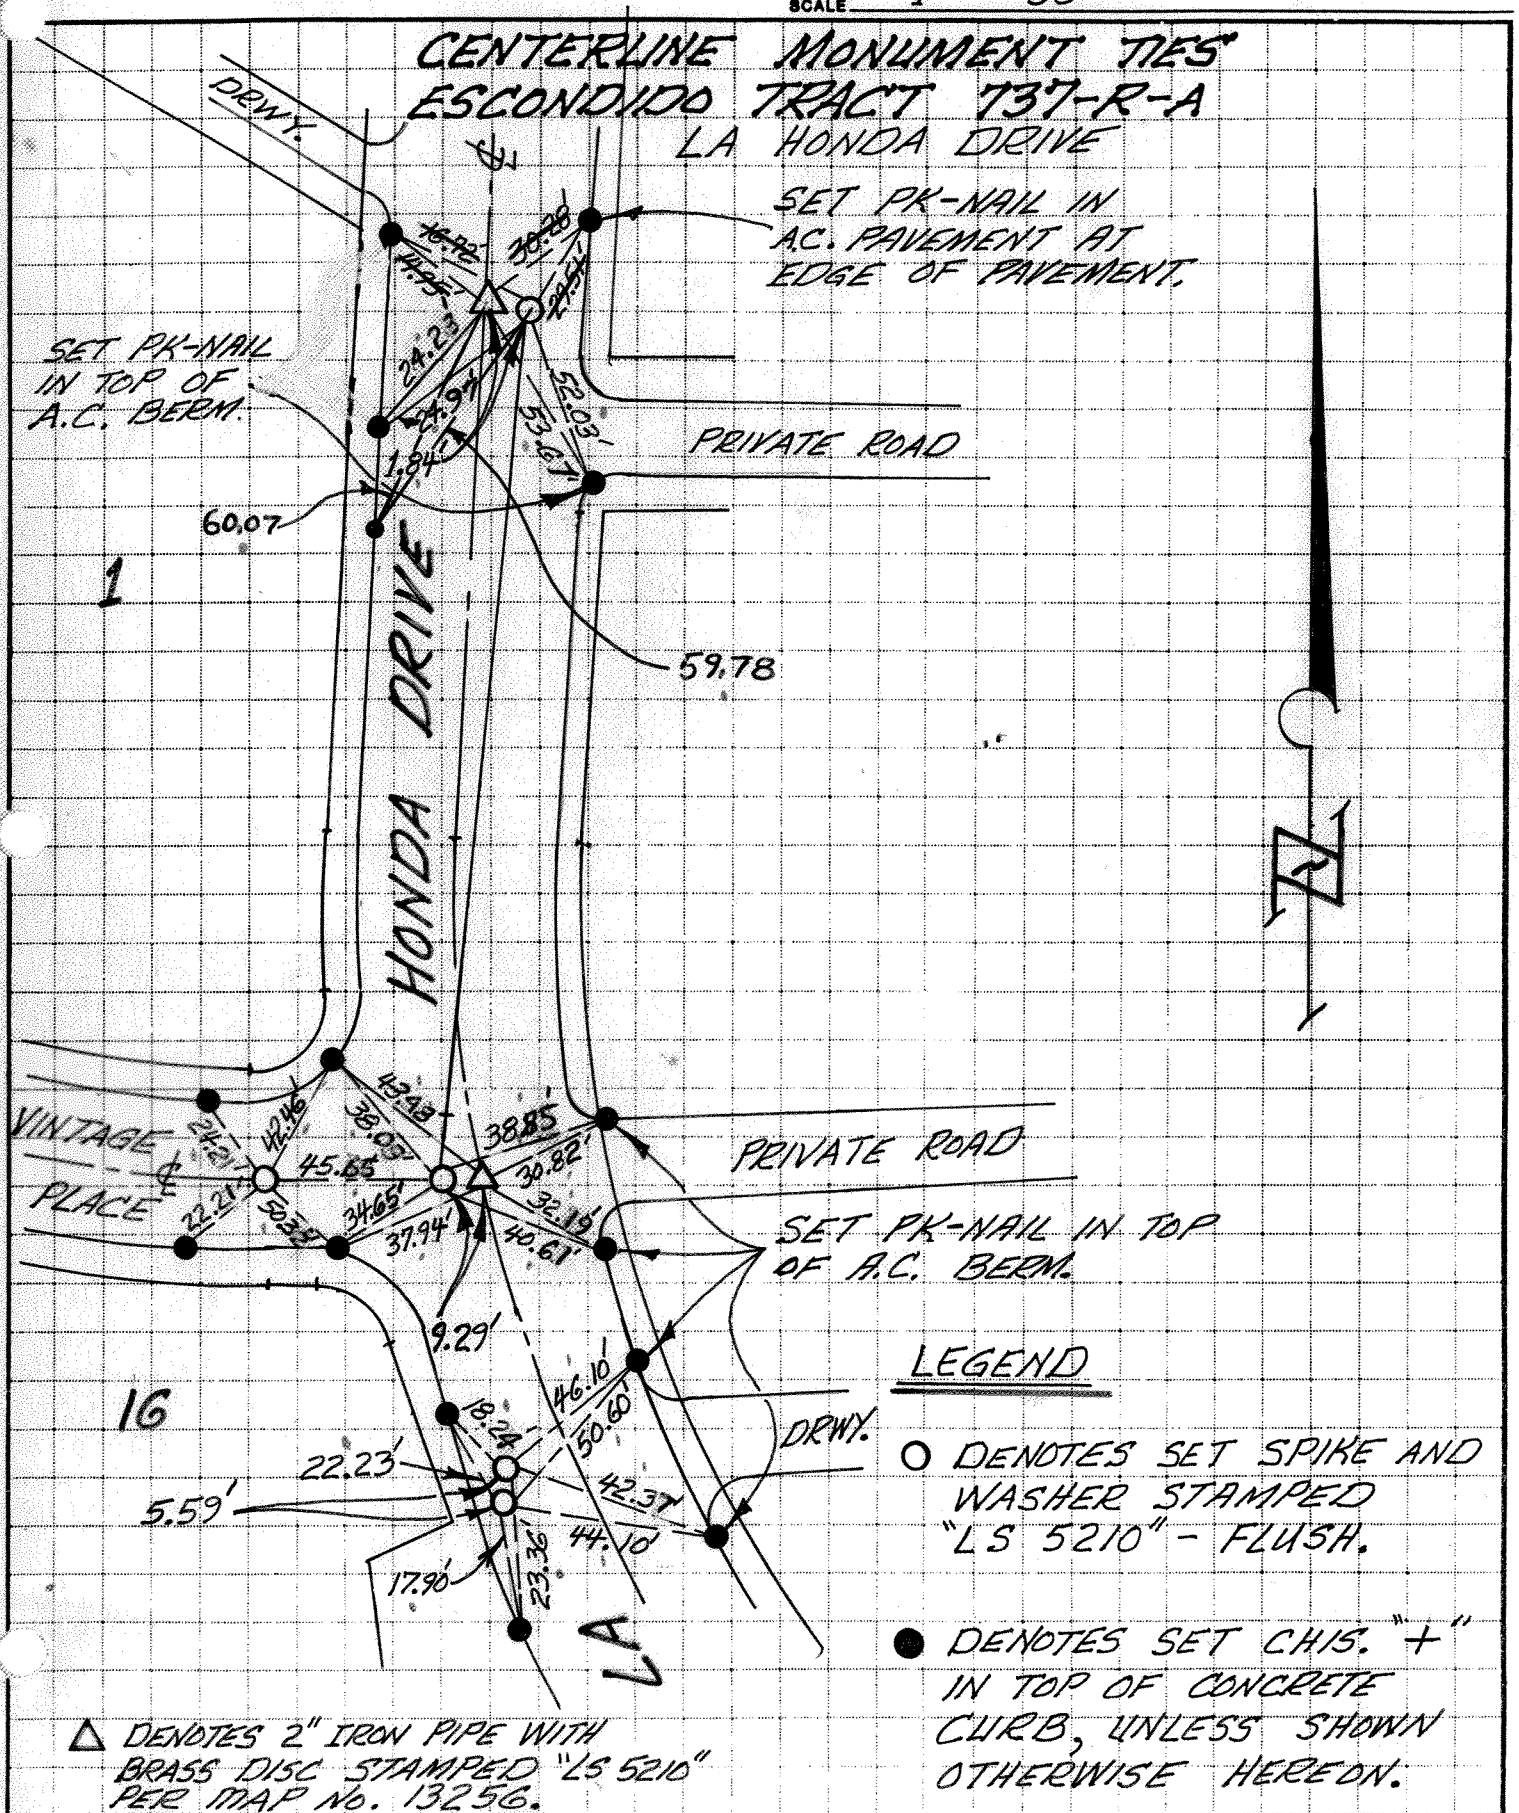 SCALE
CENTERLINE MONUMENT TIES
ESCONDIDO TRACT 737-R-A
LA HONDA DRIVE
DRWY.
℄
SET PK-NAIL IN
A.C. PAVEMENT AT
EDGE OF PAVEMENT.
16.72'
14.75'
30.28'
29.51'
SET PK-NAIL
IN TOP OF
A.C. BERM.
24.23
24.97'
1.84'
52.03'
53.67'
PRIVATE ROAD
60.07
1
59.78
LA HONDA DRIVE
N
VINTAGE
℄
PLACE
24.21'
42.46'
43.43'
38.03'
38.85'
30.82'
45.65'
22.21'
34.65'
37.94'
32.19'
40.67'
PRIVATE ROAD
SET PK-NAIL IN TOP
OF A.C. BERM.
9.29'
16
46.10'
50.60'
18.24'
22.23'
5.59'
42.37'
44.10'
17.90'
23.36'
DRWY.
LEGEND
DENOTES SET SPIKE AND
WASHER STAMPED
"LS 5210" - FLUSH.
DENOTES SET CHIS. "+"
IN TOP OF CONCRETE
CURB, UNLESS SHOWN
OTHERWISE HEREON.
DENOTES 2" IRON PIPE WITH
BRASS DISC STAMPED "LS 5210"
PER MAP NO. 13256.